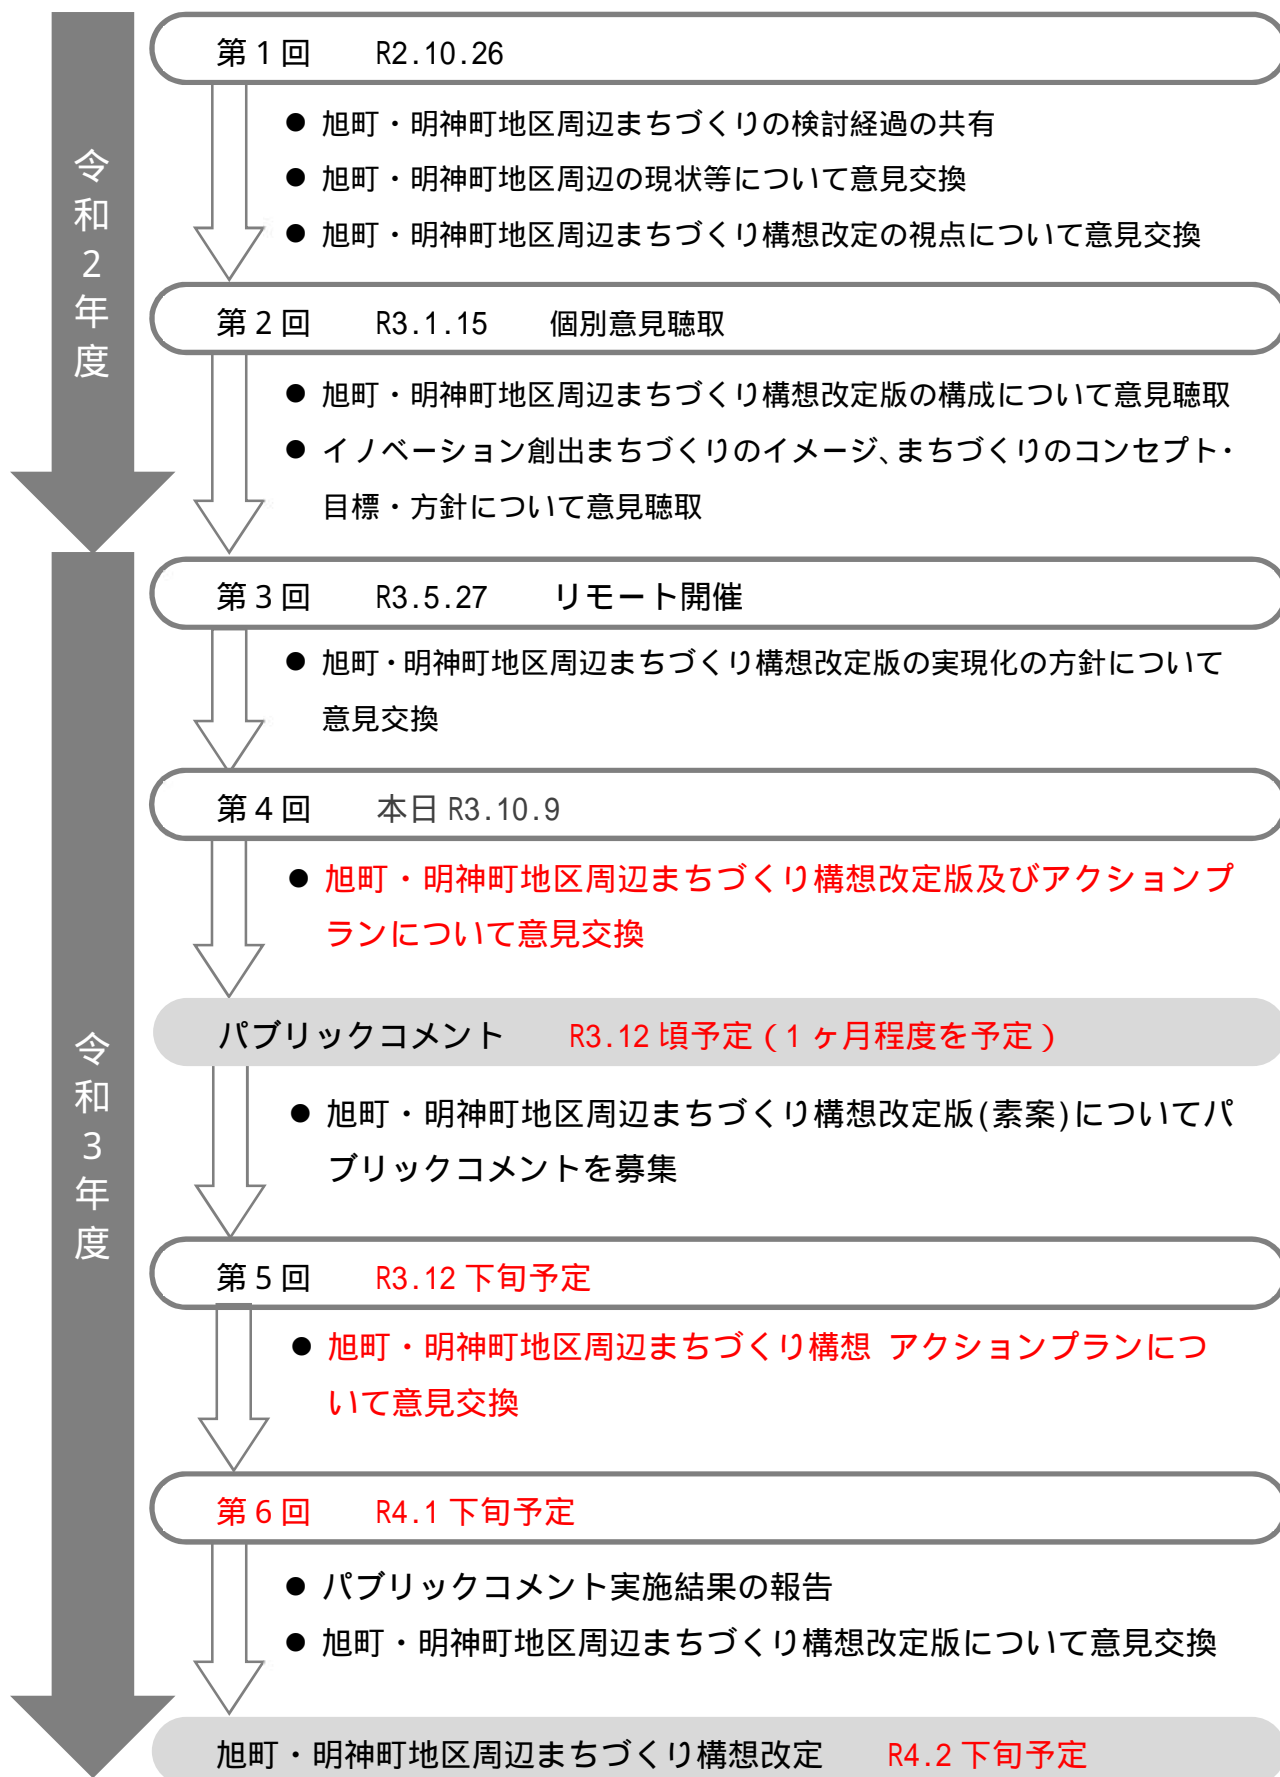 令和２年度
第１回　R2.10.26
● 旭町・明神町地区周辺まちづくりの検討経過の共有
● 旭町・明神町地区周辺の現状等について意見交換
● 旭町・明神町地区周辺まちづくり構想改定の視点について意見交換
第２回　R3.1.15　個別意見聴取
● 旭町・明神町地区周辺まちづくり構想改定版の構成について意見聴取
● イノベーション創出まちづくりのイメージ、まちづくりのコンセプト・
目標・方針について意見聴取
令和３年度
第３回　R3.5.27　リモート開催
● 旭町・明神町地区周辺まちづくり構想改定版の実現化の方針について
意見交換
第４回　本日 R3.10.9
● 旭町・明神町地区周辺まちづくり構想改定版及びアクションプ
ランについて意見交換
パブリックコメント　R3.12 頃予定（１ヶ月程度を予定）
● 旭町・明神町地区周辺まちづくり構想改定版(素案)についてパ
ブリックコメントを募集
第５回　R3.12 下旬予定
● 旭町・明神町地区周辺まちづくり構想 アクションプランにつ
いて意見交換
第６回　R4.1 下旬予定
● パブリックコメント実施結果の報告
● 旭町・明神町地区周辺まちづくり構想改定版について意見交換
旭町・明神町地区周辺まちづくり構想改定　R4.2 下旬予定